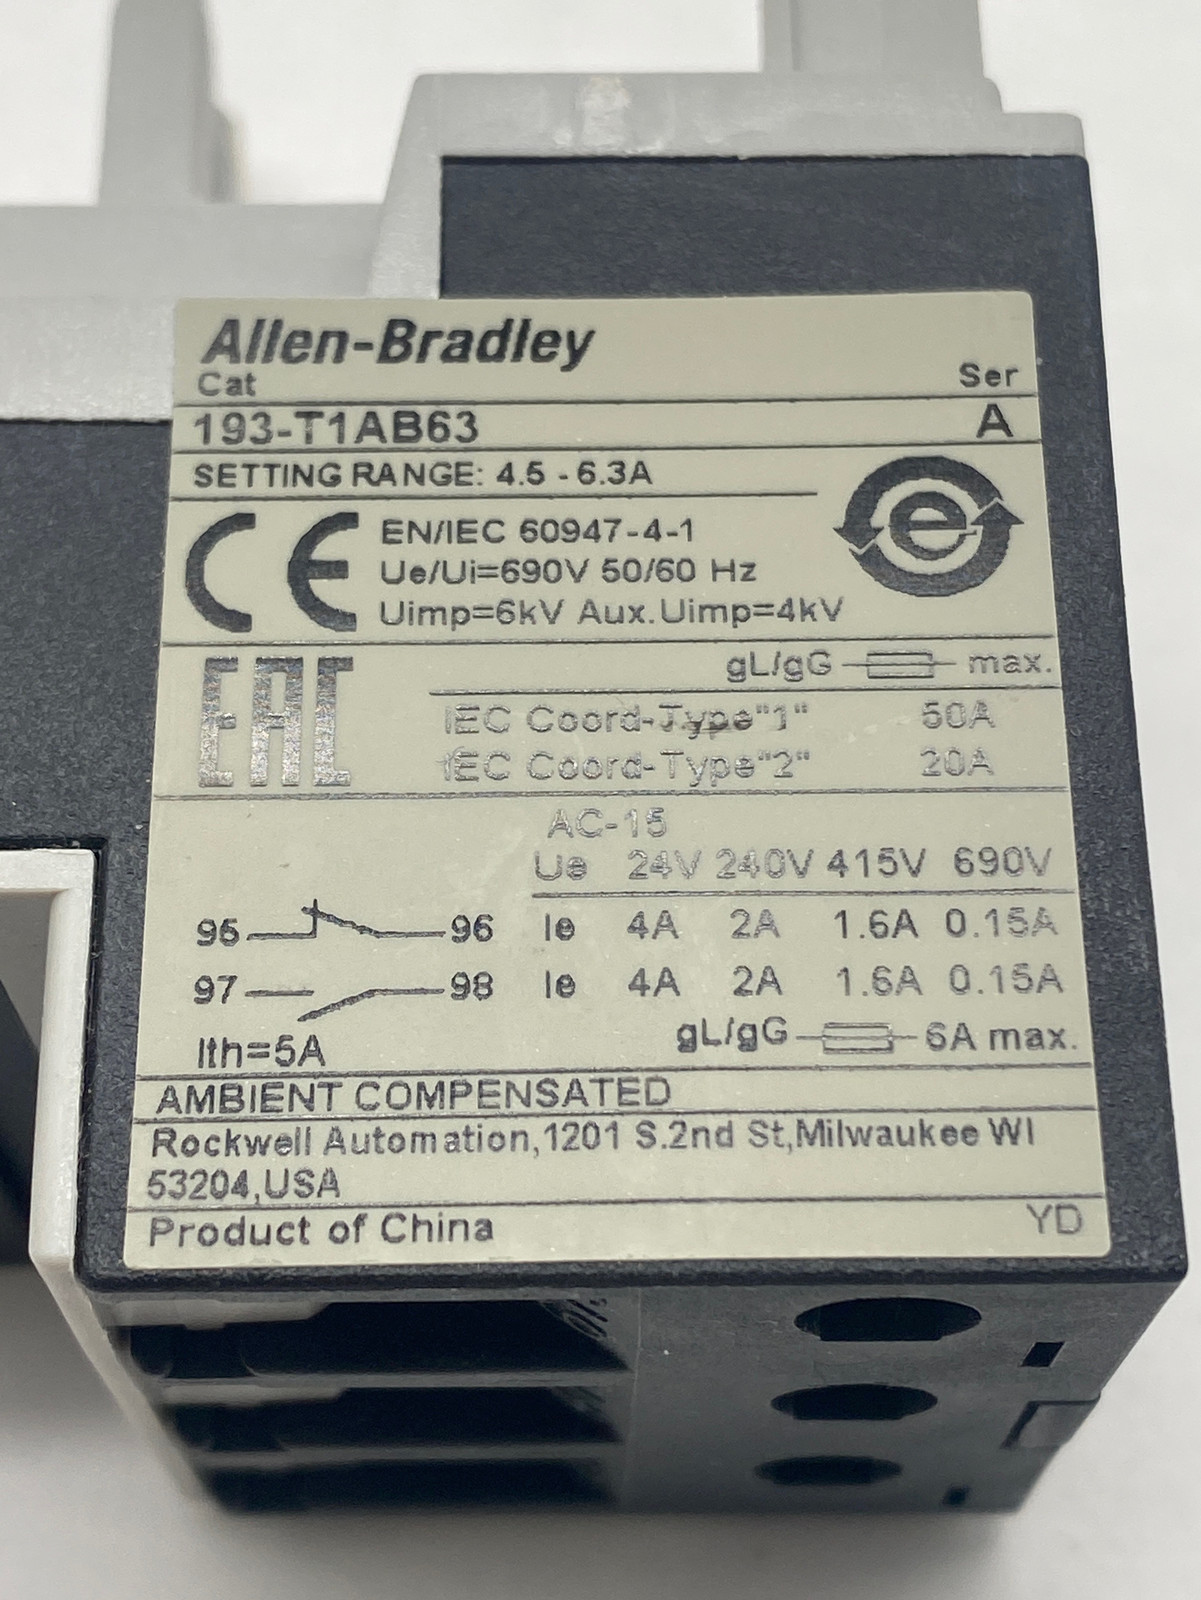 Allen-Bradley
Cat Ser
193-T1AB63 A
SETTING RANGE: 4.5 - 6.3A
CE EN/IEC 60947-4-1
Ue/Ui=690V 50/60 Hz
Uimp=6kV Aux.Uimp=4kV
e
EAC
gL/gG max.
IEC Coord-Type"1" 50A
IEC Coord-Type"2" 20A
AC-15
Ue 24V 240V 415V 690V
95 96 Ie 4A 2A 1.6A 0.15A
97 98 Ie 4A 2A 1.6A 0.15A
Ith=5A gL/gG 6A max.
AMBIENT COMPENSATED
Rockwell Automation,1201 S.2nd St,Milwaukee WI
53204,USA
Product of China YD